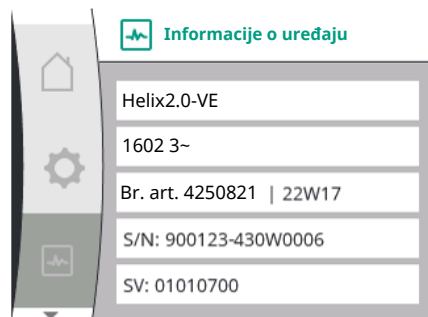 Informacije o uređaju
Helix2.0-VE
1602 3~
Br. art. 4250821 | 22W17
S/N: 900123-430W0006
SV: 01010700